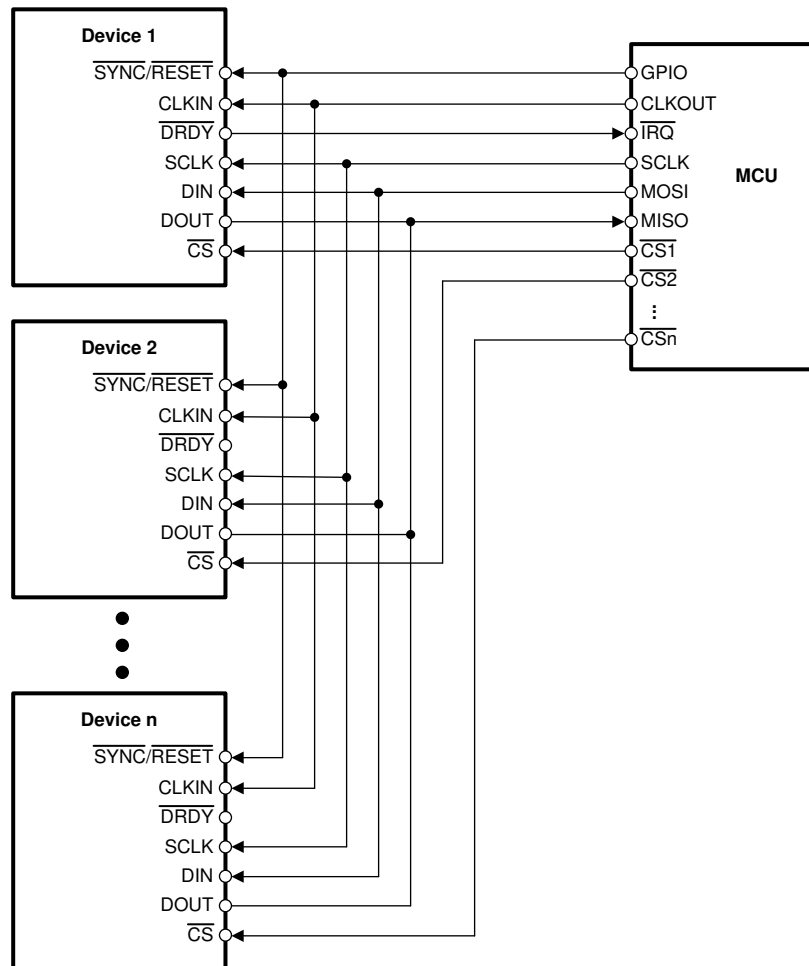 Device 1
SYNC/RESET
CLKIN
DRDY
SCLK
DIN
DOUT
CS
MCU
GPIO
CLKOUT
IRQ
SCLK
MOSI
MISO
CS1
CS2
...
CSn
Device 2
SYNC/RESET
CLKIN
DRDY
SCLK
DIN
DOUT
CS
Device n
SYNC/RESET
CLKIN
DRDY
SCLK
DIN
DOUT
CS